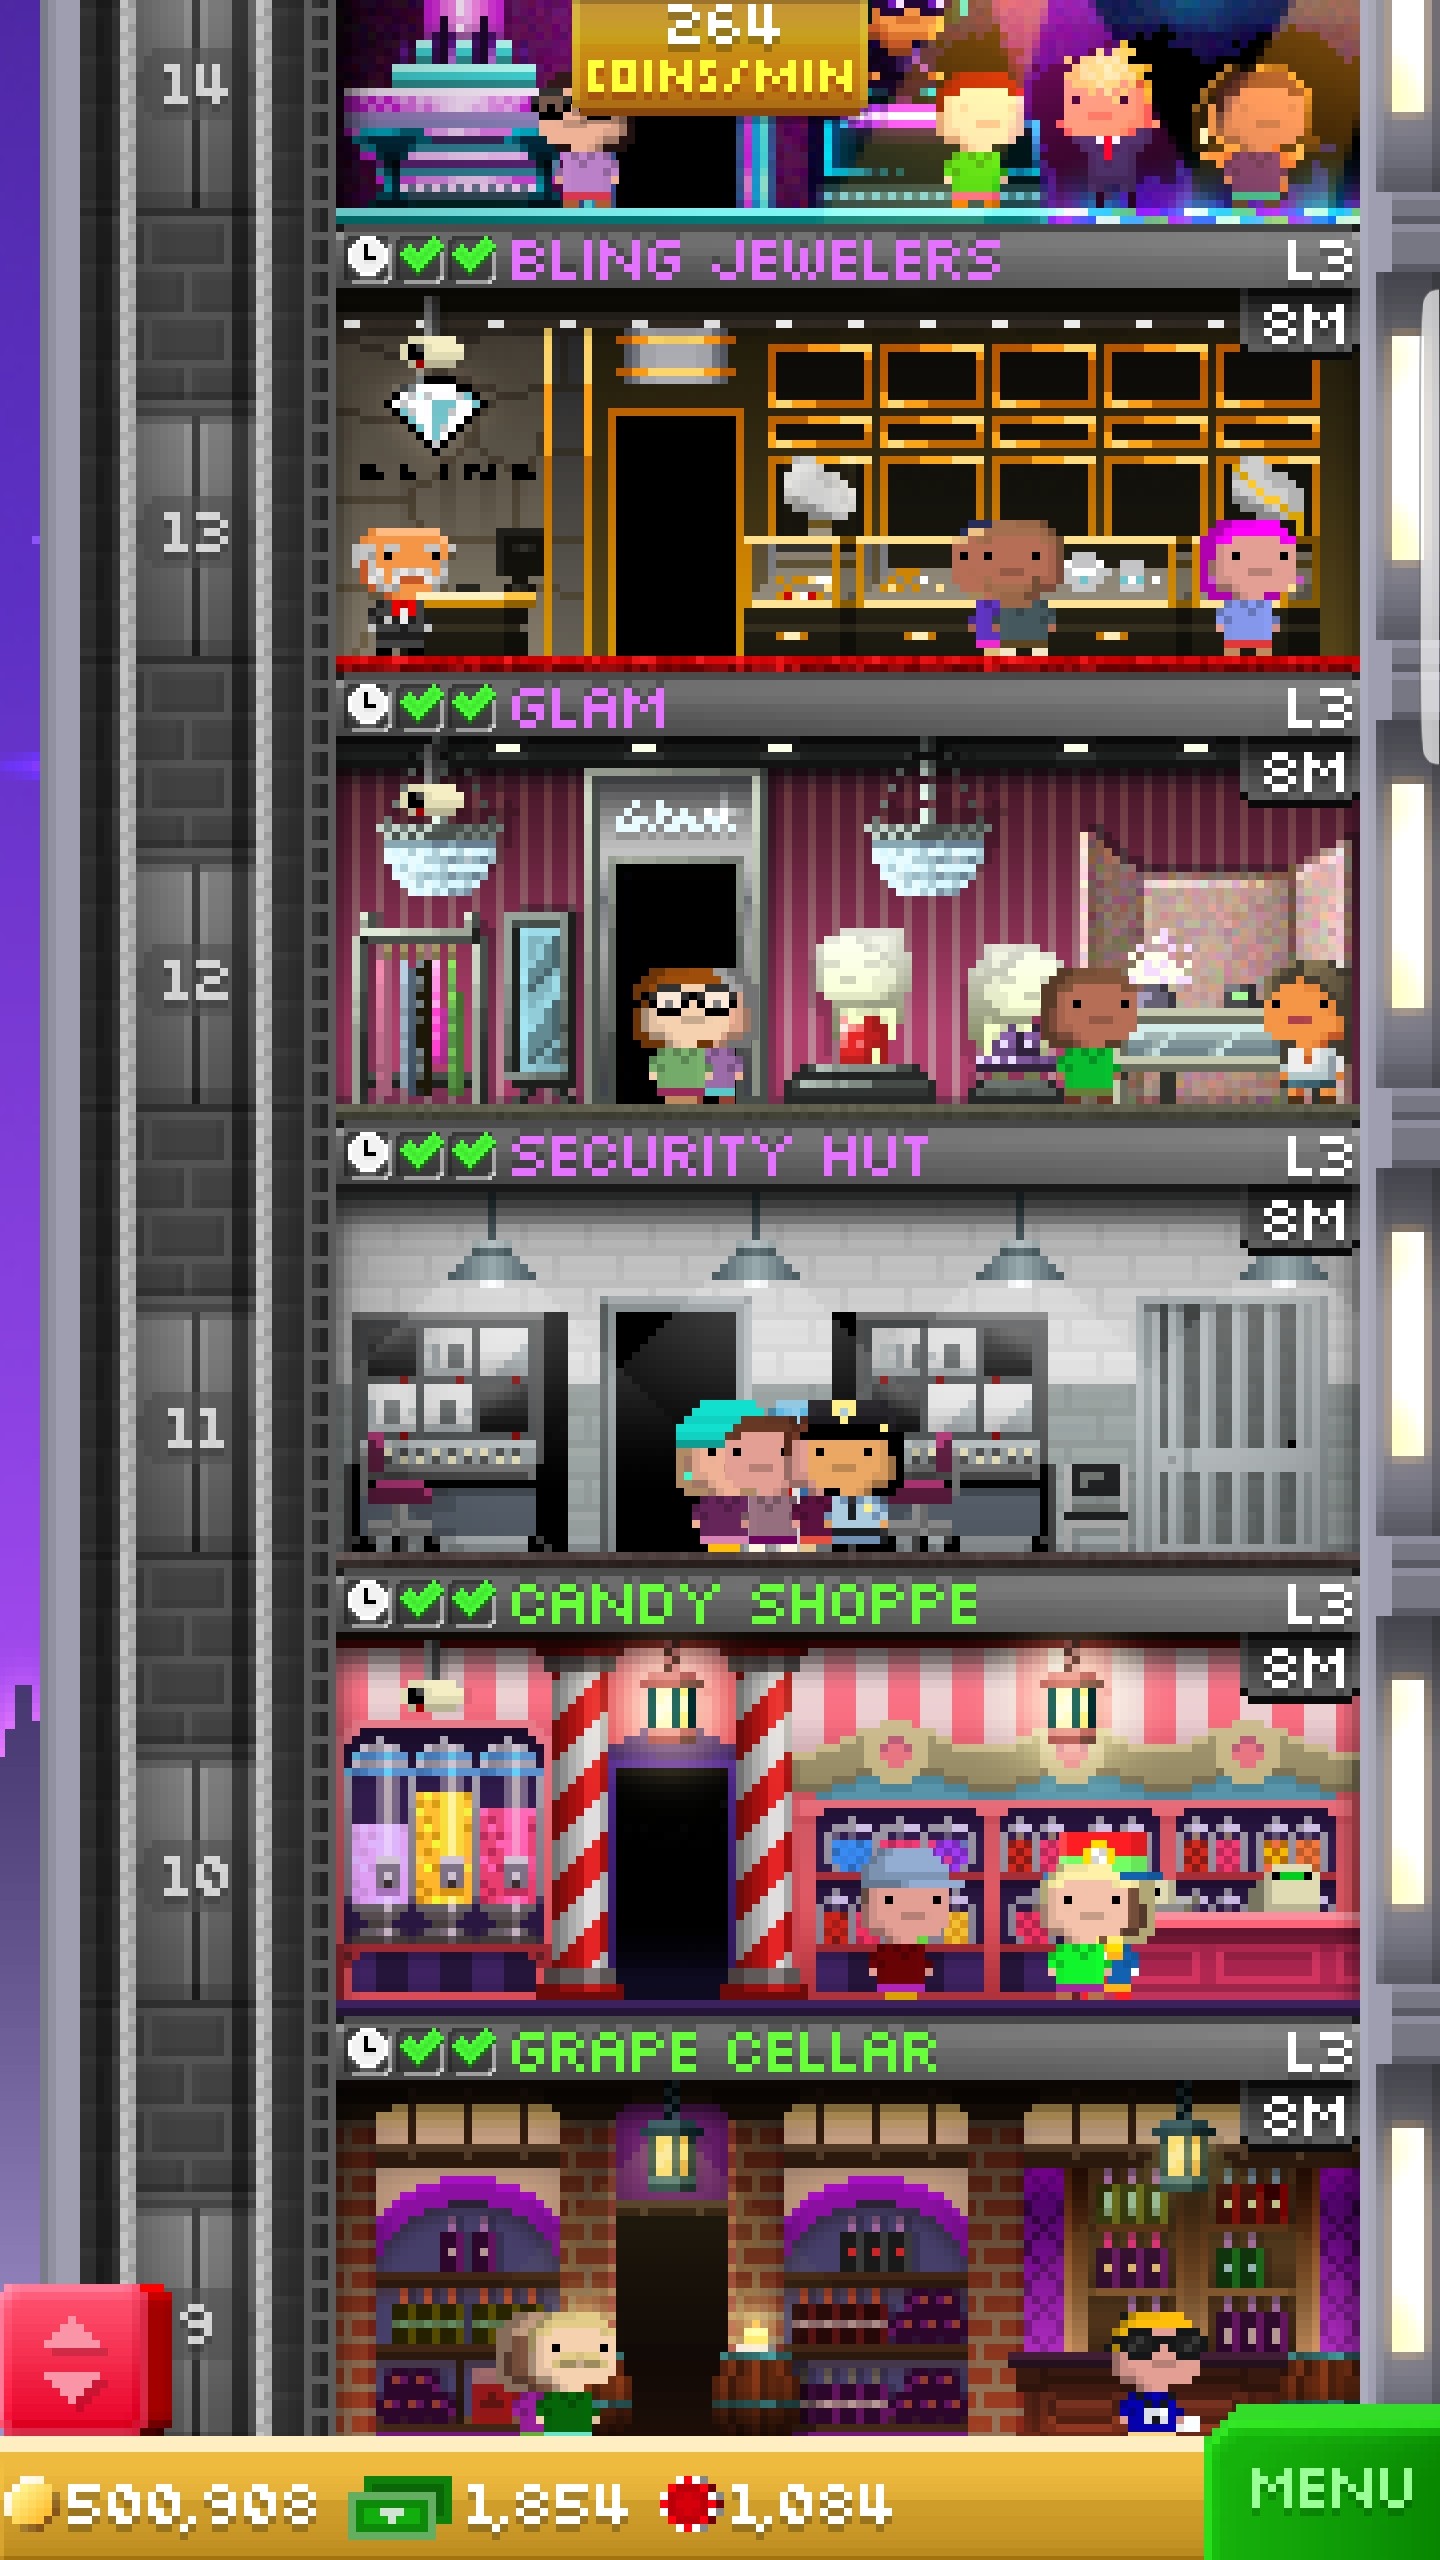 264
COINS/MIN
14
BLING JEWELERS L3
8M
BLING
13
GLAM L3
8M
Glam
12
SECURITY HUT L3
8M
11
CANDY SHOPPE L3
8M
10
GRAPE CELLAR L3
8M
9
500,908 1,854 1,084
MENU